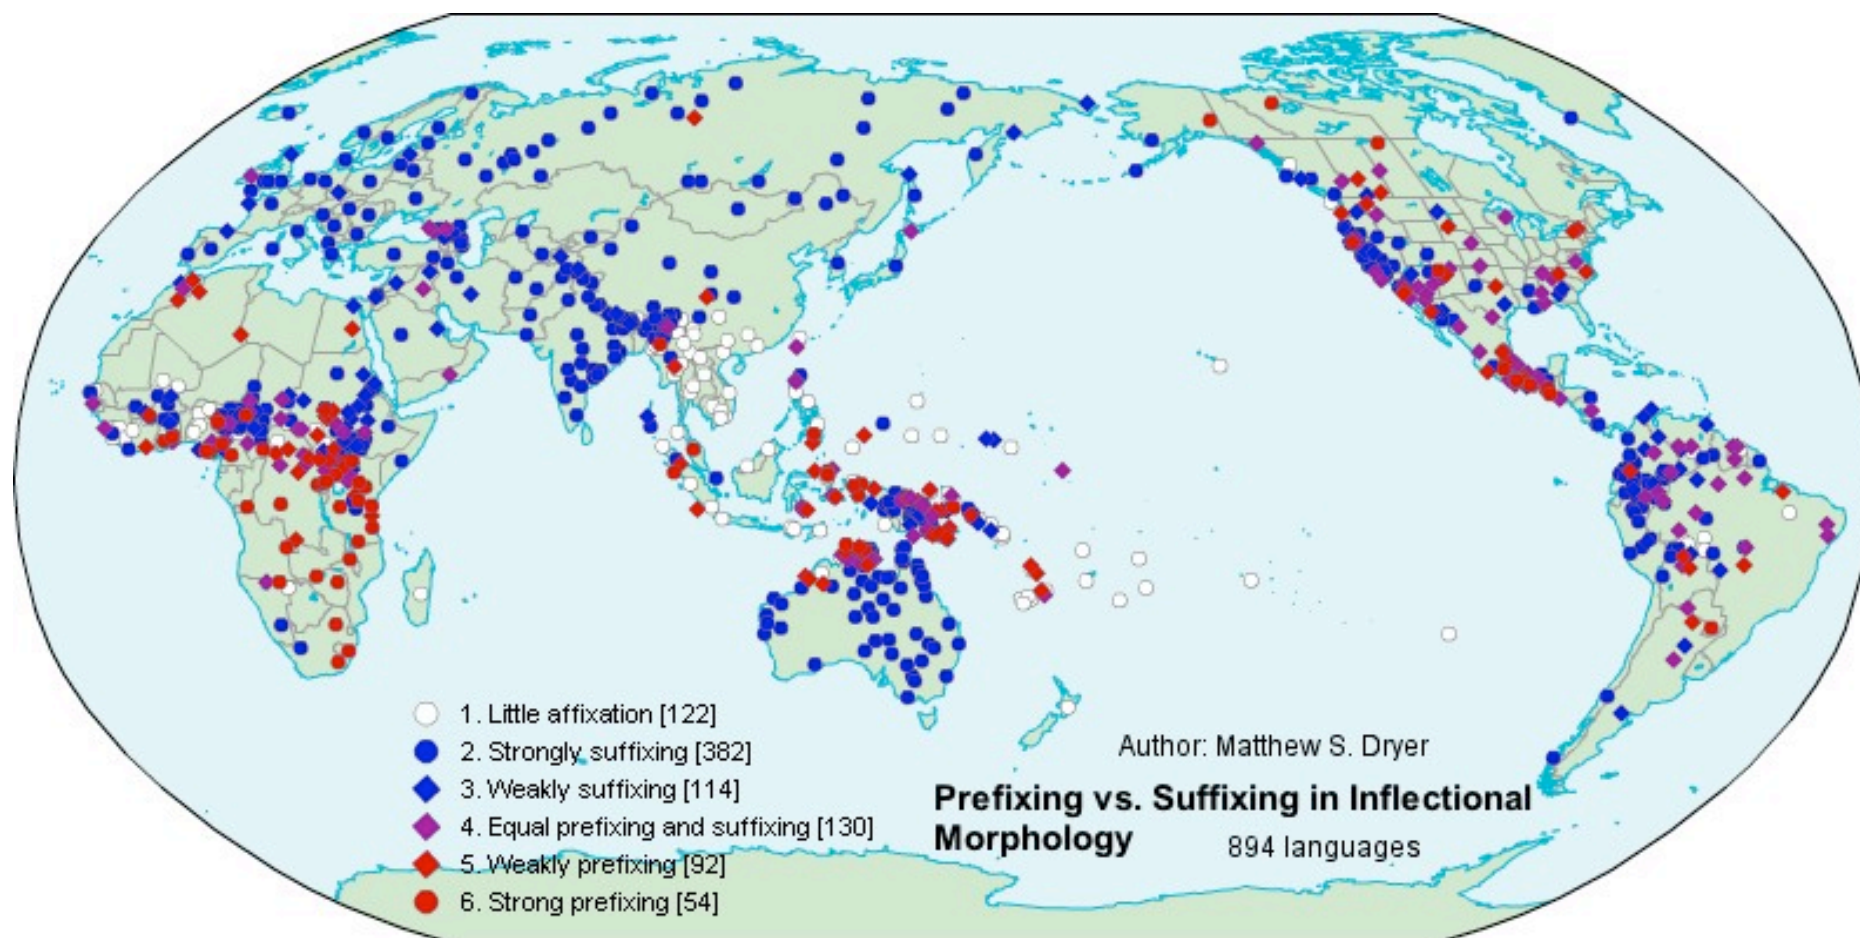 1. Little affixation [122]
2. Strongly suffixing [382]
3. Weakly suffixing [114]
4. Equal prefixing and suffixing [130]
5. Weakly prefixing [92]
6. Strong prefixing [54]
Author: Matthew S. Dryer
Prefixing vs. Suffixing in Inflectional
Morphology
894 languages